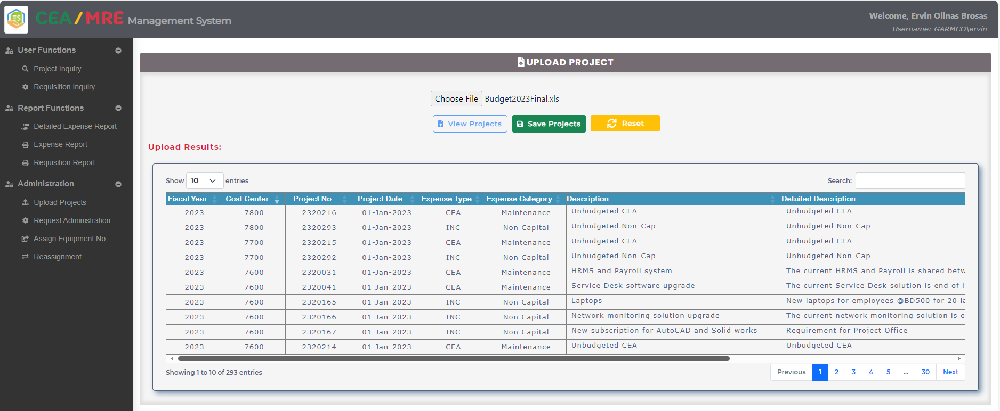 CEA/MRE Management System
Welcome, Ervin Olinas Brosas
Username: GARMCO\ervin
User Functions
Project Inquiry
Requisition Inquiry
Report Functions
Detailed Expense Report
Expense Report
Requisition Report
Administration
Upload Projects
Request Administration
Assign Equipment No.
Reassignment
UPLOAD PROJECT
Choose File Budget2023Final.xls
View Projects Save Projects Reset
Upload Results:
Show 10 entries Search:
Fiscal Year Cost Center Project No Project Date Expense Type Expense Category Description Detailed Description
2023 7800 2320216 01-Jan-2023 CEA Maintenance Unbudgeted CEA Unbudgeted CEA
2023 7800 2320293 01-Jan-2023 INC Non Capital Unbudgeted Non-Cap Unbudgeted Non-Cap
2023 7700 2320215 01-Jan-2023 CEA Maintenance Unbudgeted CEA Unbudgeted CEA
2023 7700 2320292 01-Jan-2023 INC Non Capital Unbudgeted Non-Cap Unbudgeted Non-Cap
2023 7600 2320031 01-Jan-2023 CEA Maintenance HRMS and Payroll system The current HRMS and Payroll is shared
2023 7600 2320041 01-Jan-2023 CEA Maintenance Service Desk software upgrade The current Service Desk solution is end of
2023 7600 2320165 01-Jan-2023 INC Non Capital Laptops New laptops for employees @BD500 for 20
2023 7600 2320166 01-Jan-2023 INC Non Capital Network monitoring solution upgrade The current network monitoring solution is
2023 7600 2320167 01-Jan-2023 INC Non Capital New subscription for AutoCAD and Solid works Requirement for Project Office
2023 7600 2320214 01-Jan-2023 CEA Maintenance Unbudgeted CEA Unbudgeted CEA
Showing 1 to 10 of 293 entries Previous 1 2 3 4 5 ... 30 Next